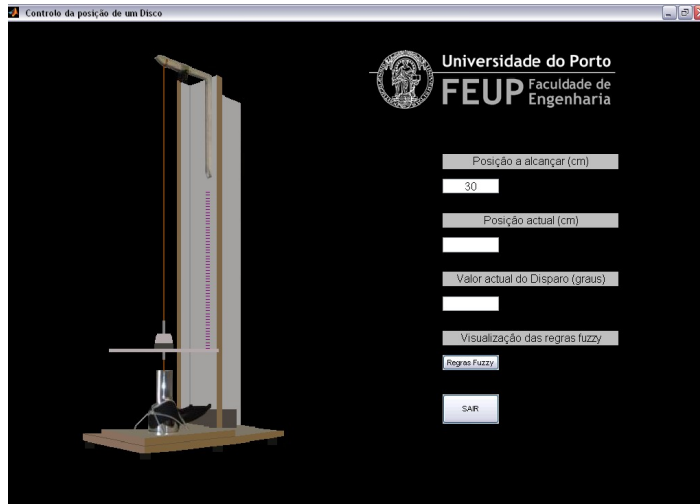 Controlo da posição de um Disco
Universidade do Porto
FEUP Faculdade de
Engenharia
Posição a alcançar (cm)
30
Posição actual (cm)
Valor actual do Disparo (graus)
Visualização das regras fuzzy
Regras Fuzzy
SAIR